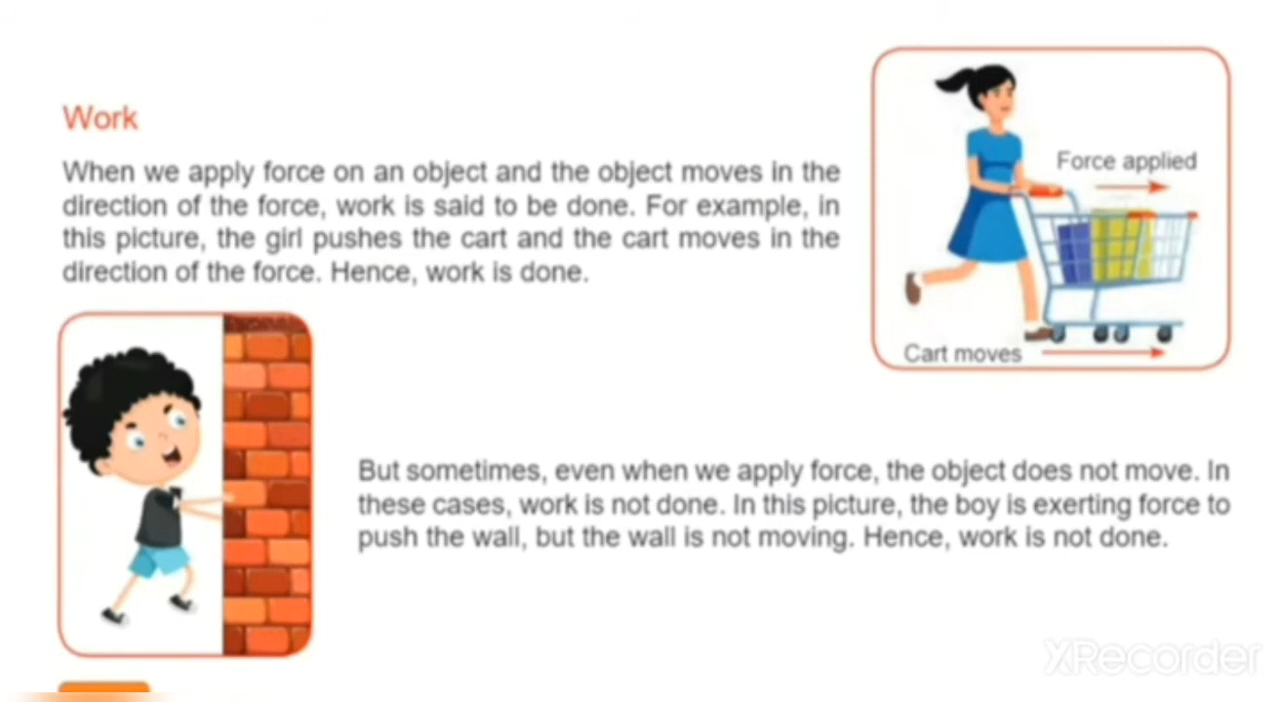 Work
When we apply force on an object and the object moves in the
direction of the force, work is said to be done. For example, in
this picture, the girl pushes the cart and the cart moves in the
direction of the force. Hence, work is done.
Force applied
Cart moves
But sometimes, even when we apply force, the object does not move. In
these cases, work is not done. In this picture, the boy is exerting force to
push the wall, but the wall is not moving. Hence, work is not done.
XRecorder